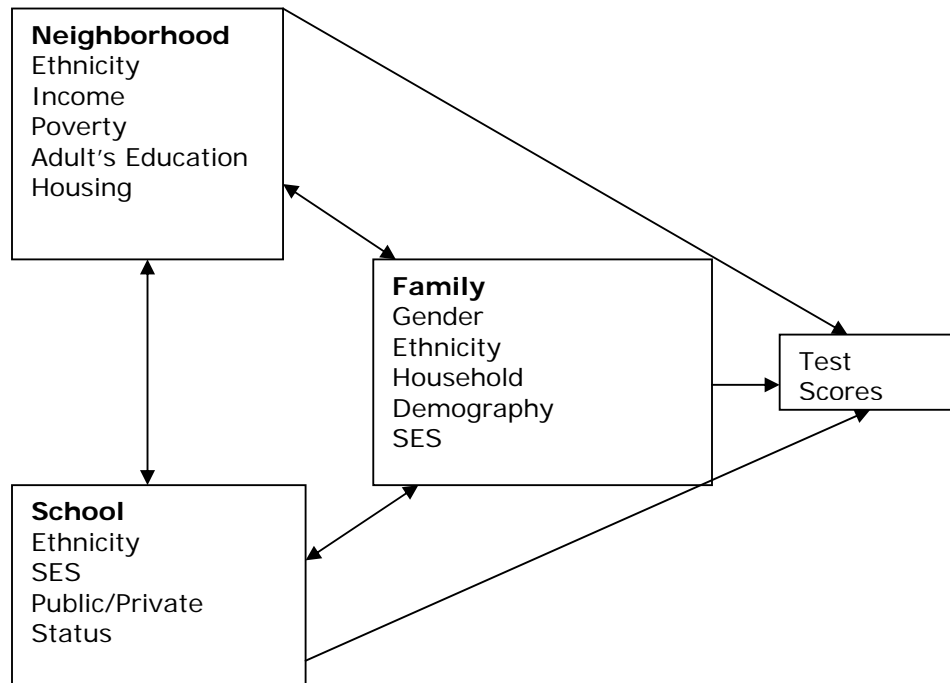 Neighborhood
Ethnicity
Income
Poverty
Adult's Education
Housing
Family
Gender
Ethnicity
Household
Demography
SES
Test
Scores
School
Ethnicity
SES
Public/Private
Status